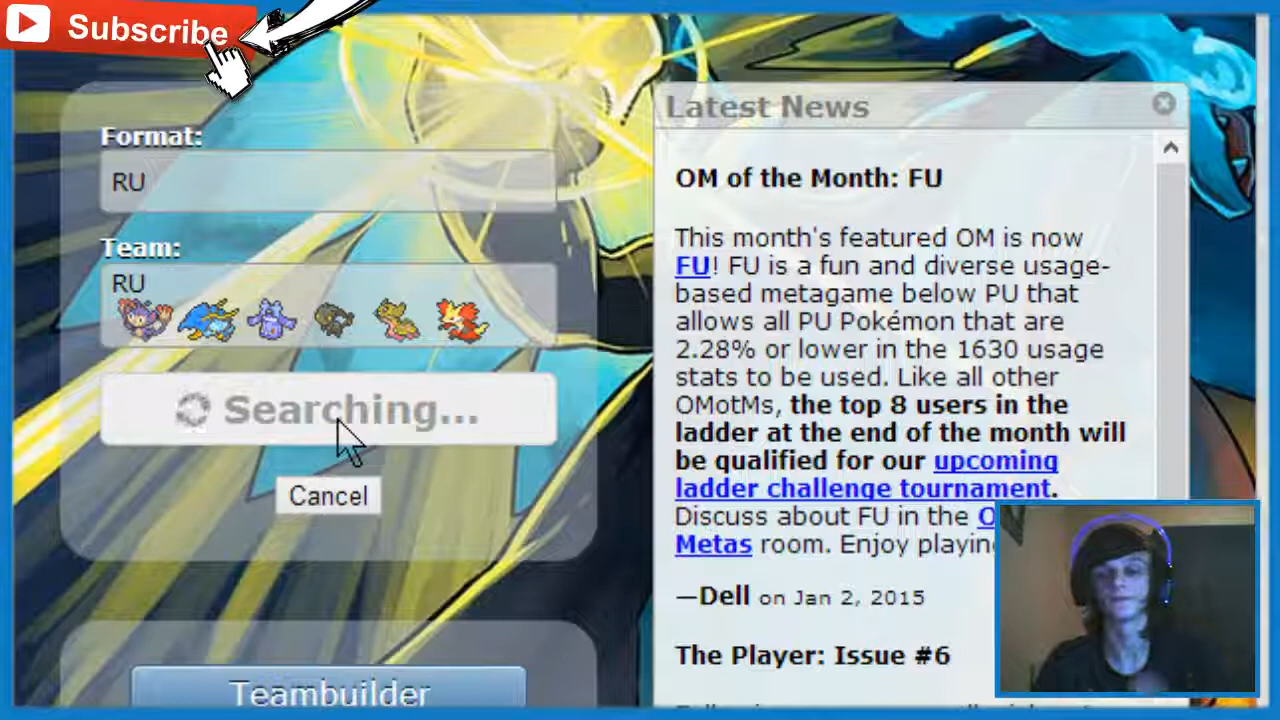 Subscribe
Format:
RU
Team:
RU
Searching...
Cancel
Teambuilder
Latest News
OM of the Month: FU
This month's featured OM is now
FU! FU is a fun and diverse usage-
based metagame below PU that
allows all PU Pokémon that are
2.28% or lower in the 1630 usage
stats to be used. Like all other
OMotMs, the top 8 users in the
ladder at the end of the month will
be qualified for our upcoming
ladder challenge tournament.
Discuss about FU in the
Metas room. Enjoy playin
—Dell on Jan 2, 2015
The Player: Issue #6